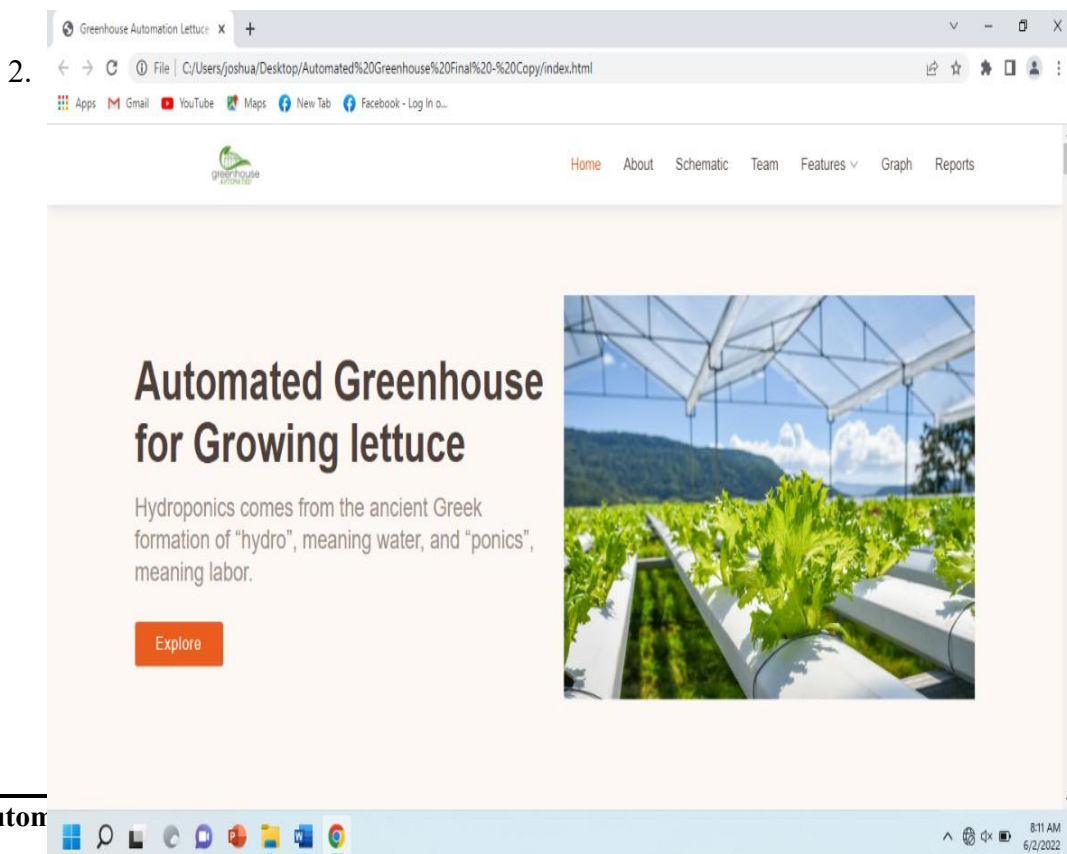 Greenhouse Automation Lettuce
2.
File | C:/Users/joshua/Desktop/Automated%20Greenhouse%20Final%20-%20Copy/index.html
Apps Gmail YouTube Maps New Tab Facebook - Log In o...
greenhouse
AUTOMATED
Home About Schematic Team Features Graph Reports
Automated Greenhouse
for Growing lettuce
Hydroponics comes from the ancient Greek
formation of “hydro”, meaning water, and “ponics”,
meaning labor.
Explore
utom
8:11 AM
6/2/2022